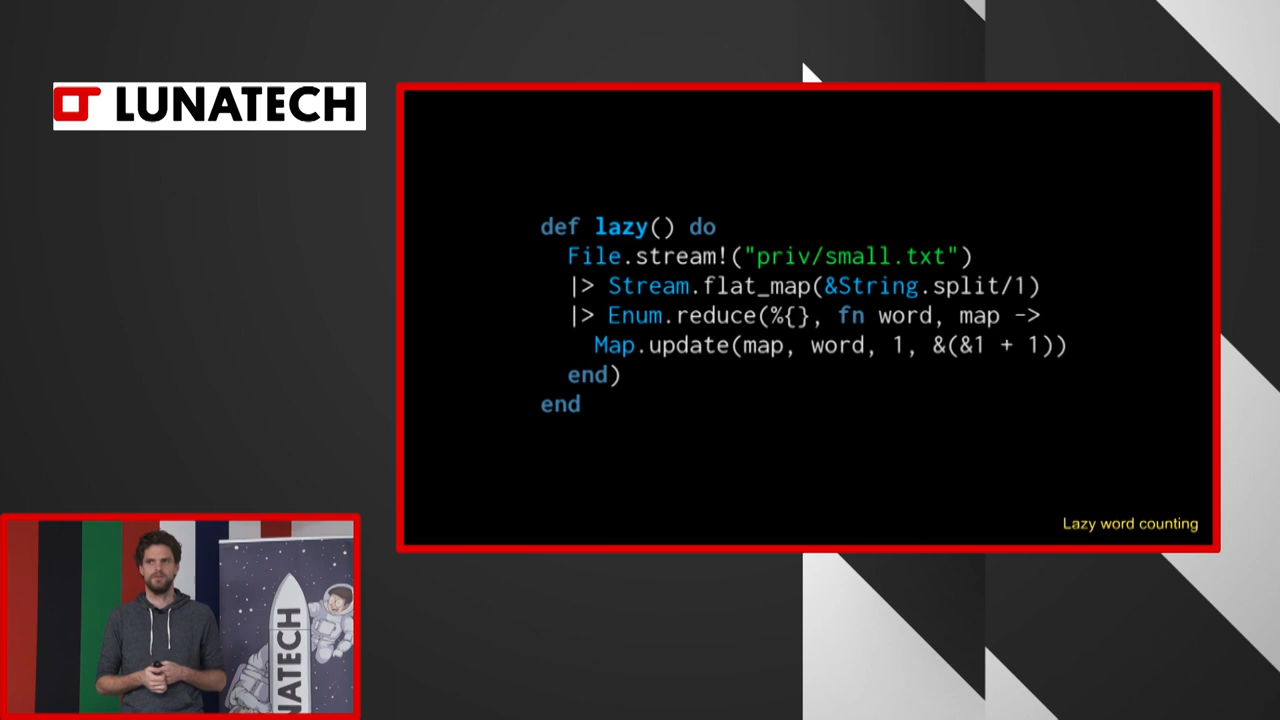 LUNATECH
def lazy() do
  File.stream!("priv/small.txt")
  |> Stream.flat_map(&String.split/1)
  |> Enum.reduce(%{}, fn word, map ->
    Map.update(map, word, 1, &(&1 + 1))
  end)
end
Lazy word counting
NATECH